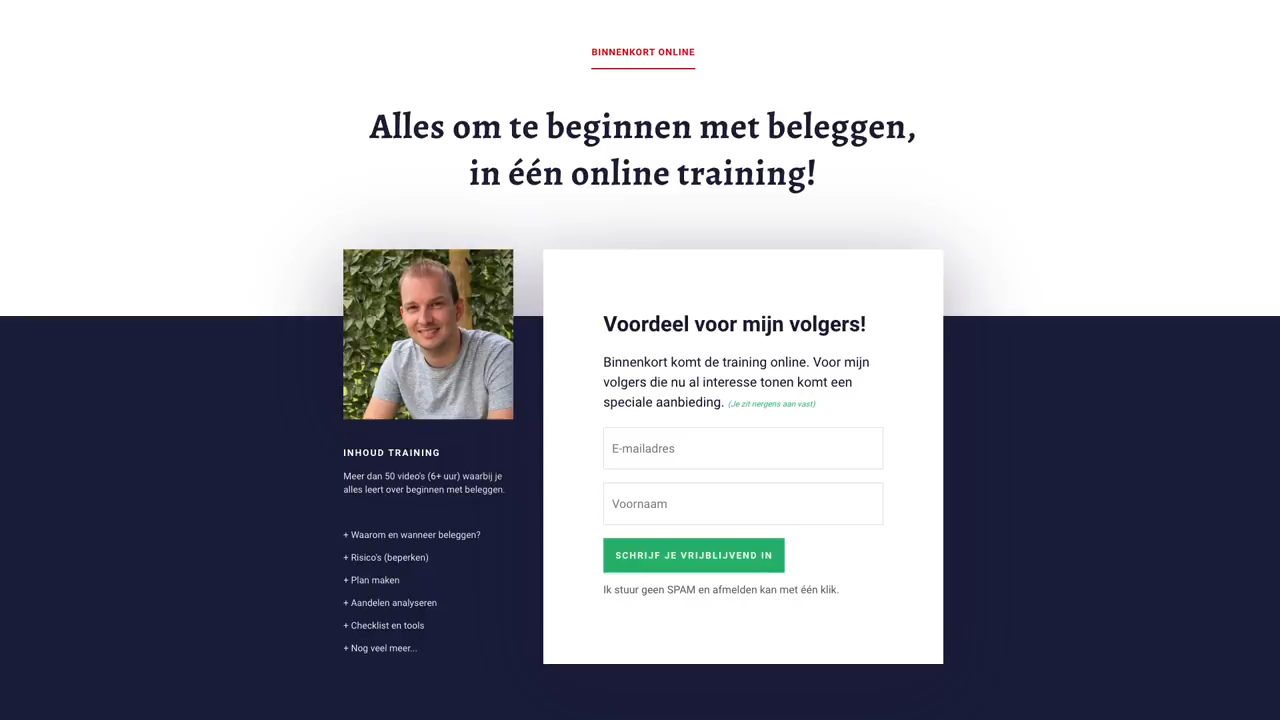 BINNENKORT ONLINE
Alles om te beginnen met beleggen,
in één online training!
INHOUD TRAINING
Meer dan 50 video's (6+ uur) waarbij je
alles leert over beginnen met beleggen.
+ Waarom en wanneer beleggen?
+ Risico's (beperken)
+ Plan maken
+ Aandelen analyseren
+ Checklist en tools
+ Nog veel meer...
Voordeel voor mijn volgers!
Binnenkort komt de training online. Voor mijn
volgers die nu al interesse tonen komt een
speciale aanbieding. (Je zit nergens aan vast)
E-mailadres
Voornaam
SCHRIJF JE VRIJBLIJVEND IN
Ik stuur geen SPAM en afmelden kan met één klik.